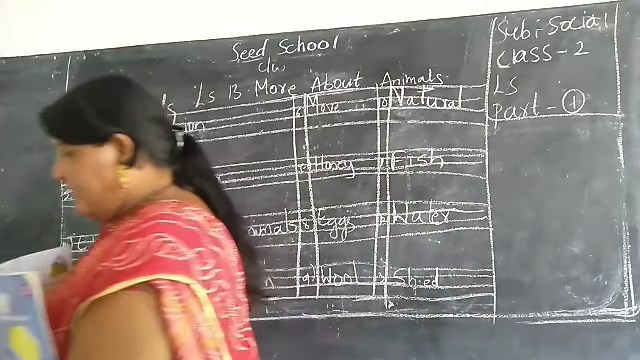 Seed School
C/w
Ls 13 More About Animals
Sub: Social
Class - 2
Ls
Part - ①
Move
Natural
Honey
Fish
Eggs
Water
Wool
Shed